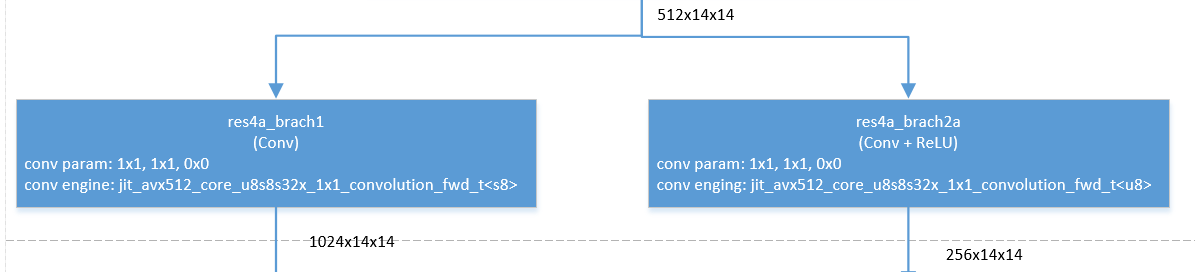 512x14x14
res4a_brach1
(Conv)
conv param: 1x1, 1x1, 0x0
conv engine: jit_avx512_core_u8s8s32x_1x1_convolution_fwd_t<s8>
res4a_brach2a
(Conv + ReLU)
conv param: 1x1, 1x1, 0x0
conv enging: jit_avx512_core_u8s8s32x_1x1_convolution_fwd_t<u8>
1024x14x14
256x14x14